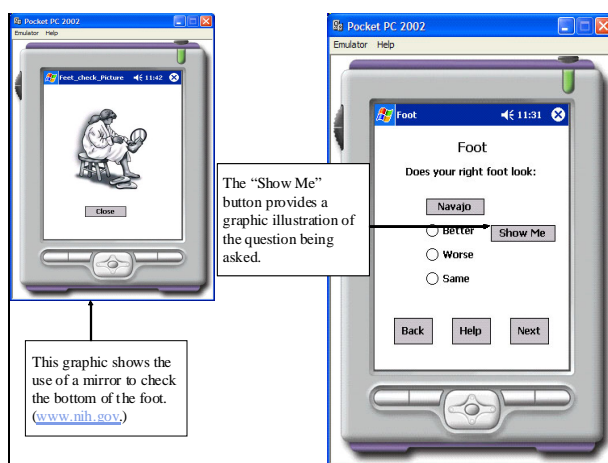 Pocket PC 2002
Emulator Help
Feet_check_Picture 11:42
Close
This graphic shows the
use of a mirror to check
the bottom of the foot.
(www.nih.gov.)
The “Show Me”
button provides a
graphic illustration of
the question being
asked.
Pocket PC 2002
Emulator Help
Foot 11:31
Foot
Does your right foot look:
Navajo
Better
Show Me
Worse
Same
Back Help Next